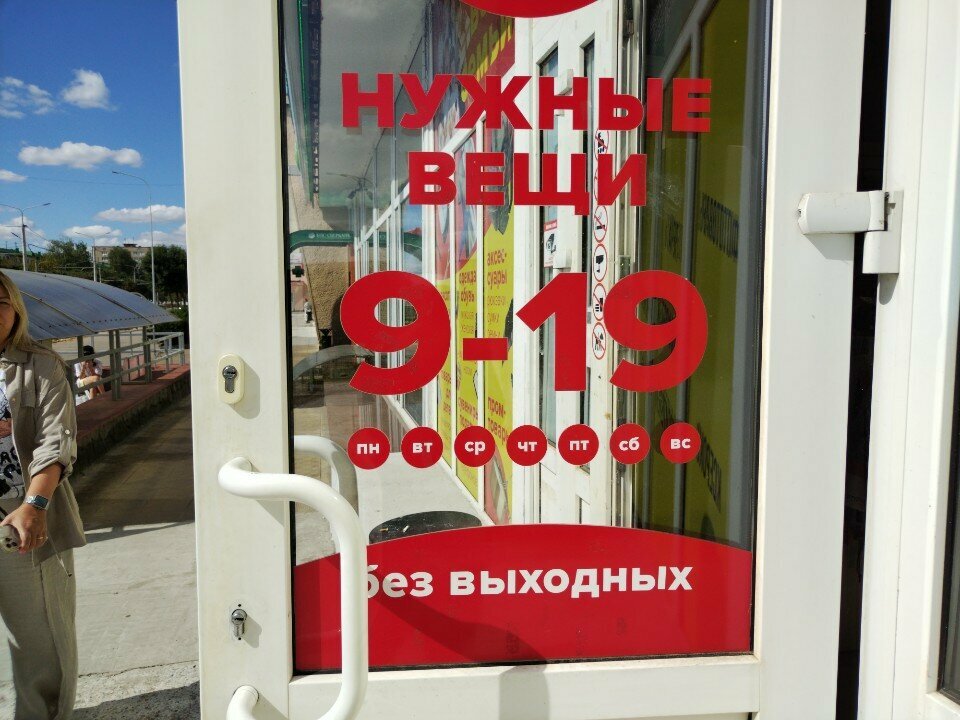 НУЖНЫЕ
ВЕЩИ
9-19
пн вт ср чт пт сб вс
без выходных